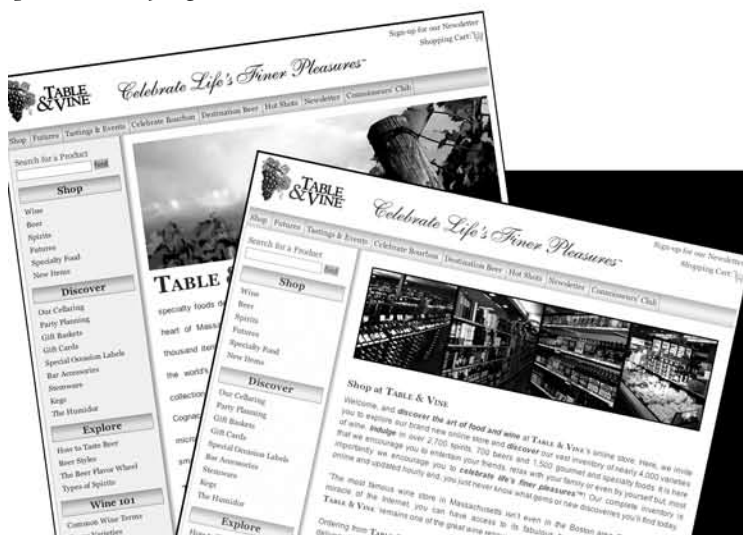 Sign-up for our Newsletter
Shopping Cart
TABLE
& VINE
Celebrate Life's Finer Pleasures
Shop Futures Tastings & Events Celebrate Bourbon Destination Beer Hot Shots Newsletter Connoisseurs' Club
Search for a Product
find
Shop
Wine
Beer
Spirits
Futures
Specialty Food
New Items
Discover
Our Cellaring
Party Planning
Gift Baskets
Gift Cards
Special Occasion Labels
Bar Accessories
Stemware
Kegs
The Humidor
Explore
How to Taste Beer
Beer Styles
The Beer Flavor Wheel
Types of Spirits
Wine 101
Common Wine Terms
Varieties
TABLE &
specialty foods
heart of
thousand
the world's
collection
Cognac
Sign-up for our Newsletter
Shopping Cart
TABLE
& VINE
Celebrate Life's Finer Pleasures
Shop Futures Tastings & Events Celebrate Bourbon Destination Beer Hot Shots Newsletter Connoisseurs' Club
Search for a Product
find
Shop
Wine
Beer
Spirits
Futures
Specialty Food
New Items
Discover
Our Cellaring
Party Planning
Gift Baskets
Gift Cards
Special Occasion Labels
Bar Accessories
Stemware
Kegs
The Humidor
Explore
Shop at TABLE & VINE
Welcome, and discover the art of food and wine at TABLE & VINE's online store. Here, we invite
you to explore our brand new online store and discover our vast inventory of nearly 4,000 varieties
of wine. Indulge in over 2,700 spirits, 700 beers and 1,500 gourmet and specialty foods. It is here
that we encourage you to entertain your friends, relax with your family or even by yourself but most
importantly we encourage you to celebrate life's finer pleasures™! Our complete inventory is
online and updated hourly and, you just never know what gems or new discoveries you'll find today.
"The most famous wine store in Massachusetts isn't even in the Boston area
miracle of the Internet, you can have access to its fabulous
TABLE & VINE remains one of the great wine
Ordering from